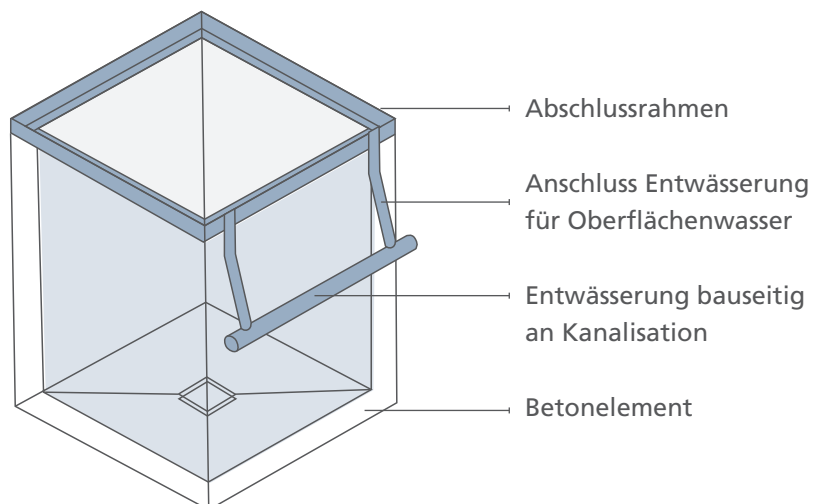 Abschlussrahmen
Anschluss Entwässerung
für Oberflächenwasser
Entwässerung bauseitig
an Kanalisation
Betonelement